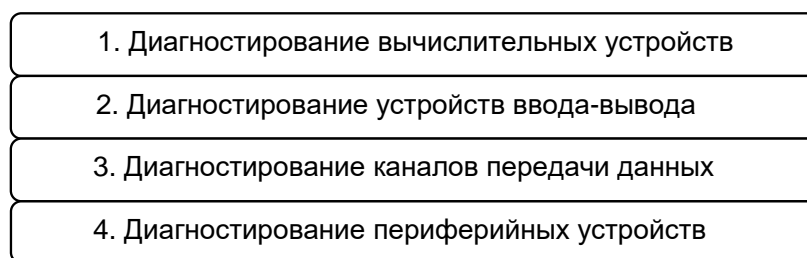 1. Диагностирование вычислительных устройств
2. Диагностирование устройств ввода-вывода
3. Диагностирование каналов передачи данных
4. Диагностирование периферийных устройств